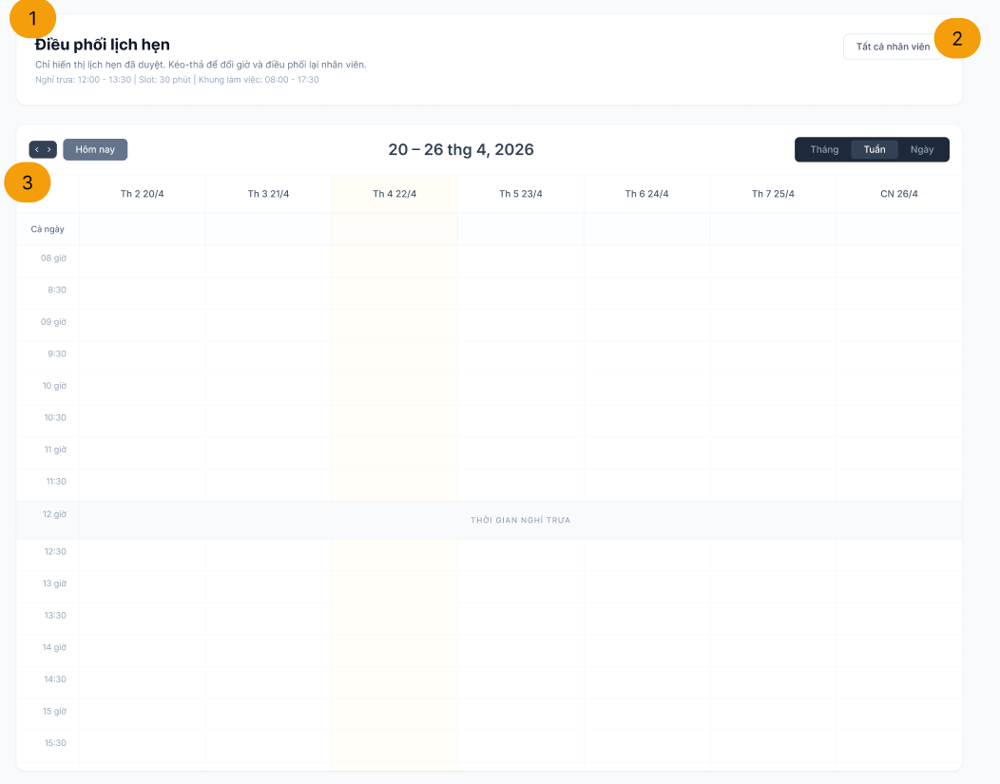 1
Điều phối lịch hẹn
2
Tất cả nhân viên
Chỉ hiển thị lịch hẹn đã duyệt. Kéo-thả để đổi giờ và điều phối lại nhân viên.
Nghỉ trưa: 12:00 - 13:30 | Slot: 30 phút | Khung làm việc: 08:00 - 17:30
< >
Hôm nay
20 – 26 thg 4, 2026
Tháng Tuần Ngày
3
Th 2 20/4 Th 3 21/4 Th 4 22/4 Th 5 23/4 Th 6 24/4 Th 7 25/4 CN 26/4
Cả ngày
08 giờ
8:30
09 giờ
9:30
10 giờ
10:30
11 giờ
11:30
12 giờ
THỜI GIAN NGHỈ TRƯA
12:30
13 giờ
13:30
14 giờ
14:30
15 giờ
15:30